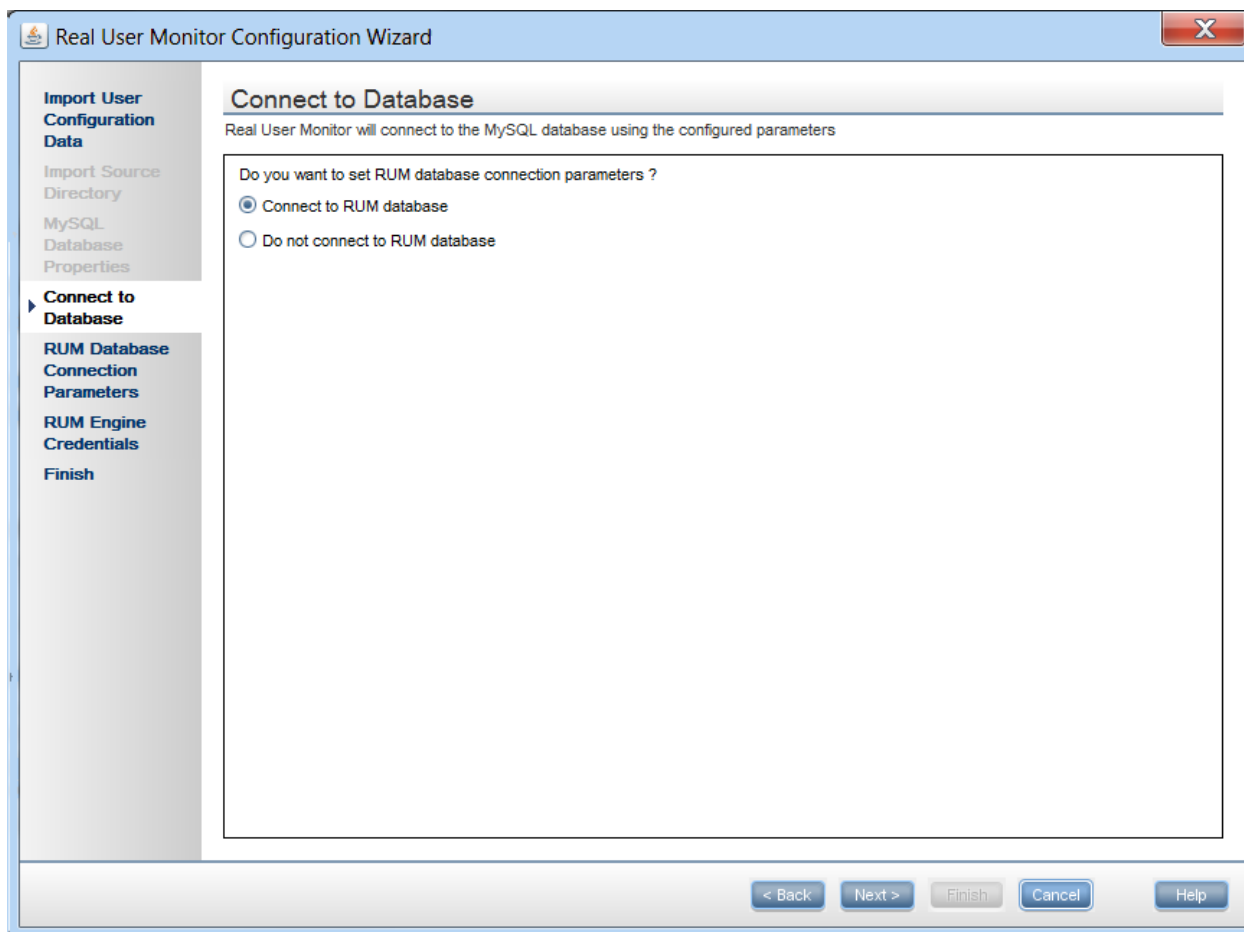 Real User Monitor Configuration Wizard
Import User
Configuration
Data
Import Source
Directory
MySQL
Database
Properties
Connect to
Database
RUM Database
Connection
Parameters
RUM Engine
Credentials
Finish
Connect to Database
Real User Monitor will connect to the MySQL database using the configured parameters
Do you want to set RUM database connection parameters ?
Connect to RUM database
Do not connect to RUM database
< Back
Next >
Finish
Cancel
Help